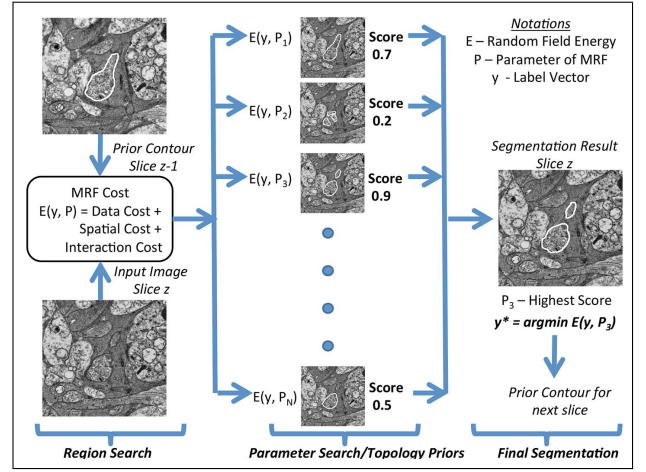 Prior Contour
Slice z-1
MRF Cost
E(y, P) = Data Cost +
Spatial Cost +
Interaction Cost
Input Image
Slice z
Region Search
E(y, P₁)
Score
0.7
E(y, P₂)
Score
0.2
E(y, P₃)
Score
0.9
E(y, Pₙ)
Score
0.5
Parameter Search/Topology Priors
Notations
E – Random Field Energy
P – Parameter of MRF
y - Label Vector
Segmentation Result
Slice z
P₃ – Highest Score
y* = argmin E(y, P₃)
Prior Contour for
next slice
Final Segmentation